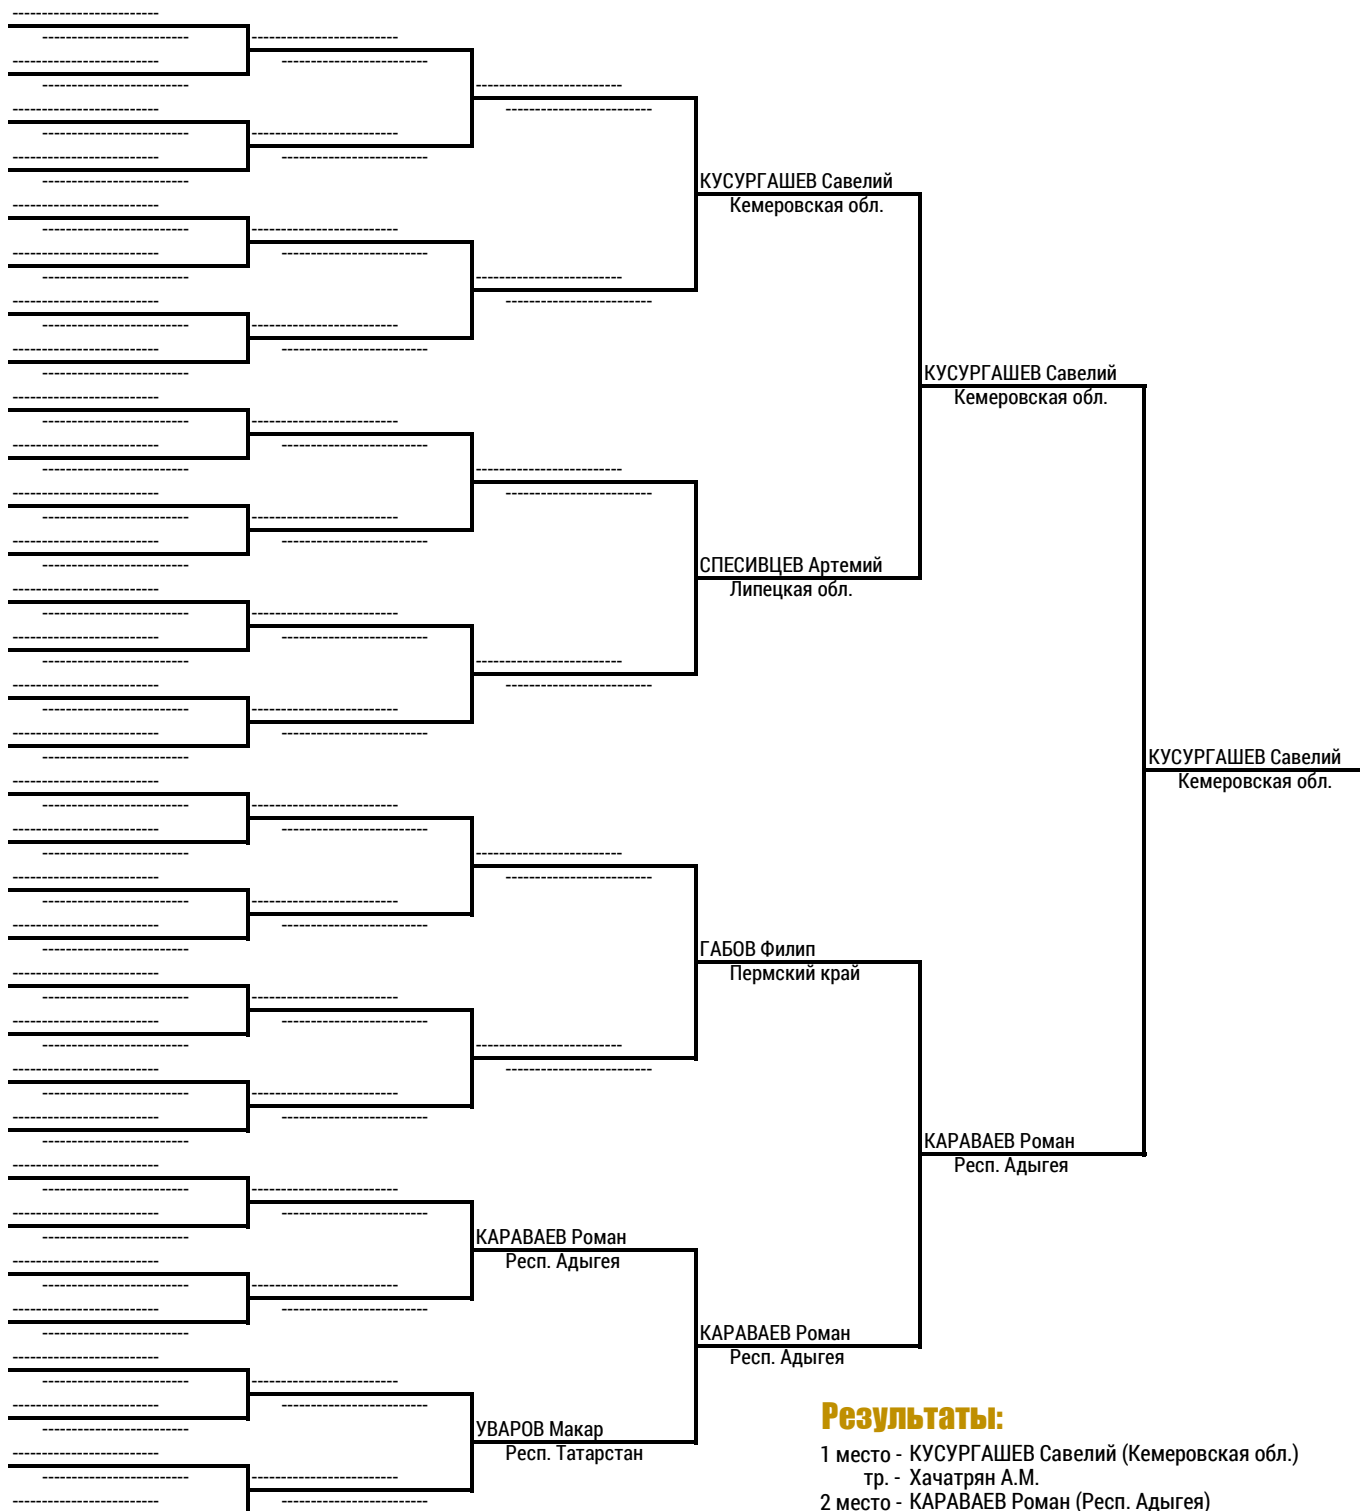 КУСУРГАШЕВ Савелий
Кемеровская обл.
КУСУРГАШЕВ Савелий
Кемеровская обл.
СПЕСИВЦЕВ Артемий
Липецкая обл.
КУСУРГАШЕВ Савелий
Кемеровская обл.
ГАБОВ Филип
Пермский край
КАРАВАЕВ Роман
Респ. Адыгея
КАРАВАЕВ Роман
Респ. Адыгея
КАРАВАЕВ Роман
Респ. Адыгея
УВАРОВ Макар
Респ. Татарстан
Результаты:
1 место - КУСУРГАШЕВ Савелий (Кемеровская обл.)
тр. - Хачатрян А.М.
2 место - КАРАВАЕВ Роман (Респ. Адыгея)